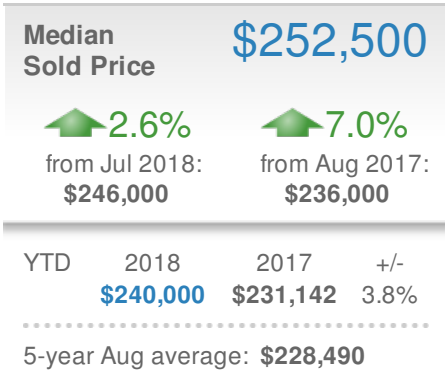 Median $252,500
Sold Price
2.6% 7.0%
from Jul 2018: from Aug 2017:
$246,000 $236,000
YTD 2018 2017 +/-
$240,000 $231,142 3.8%
5-year Aug average: $228,490